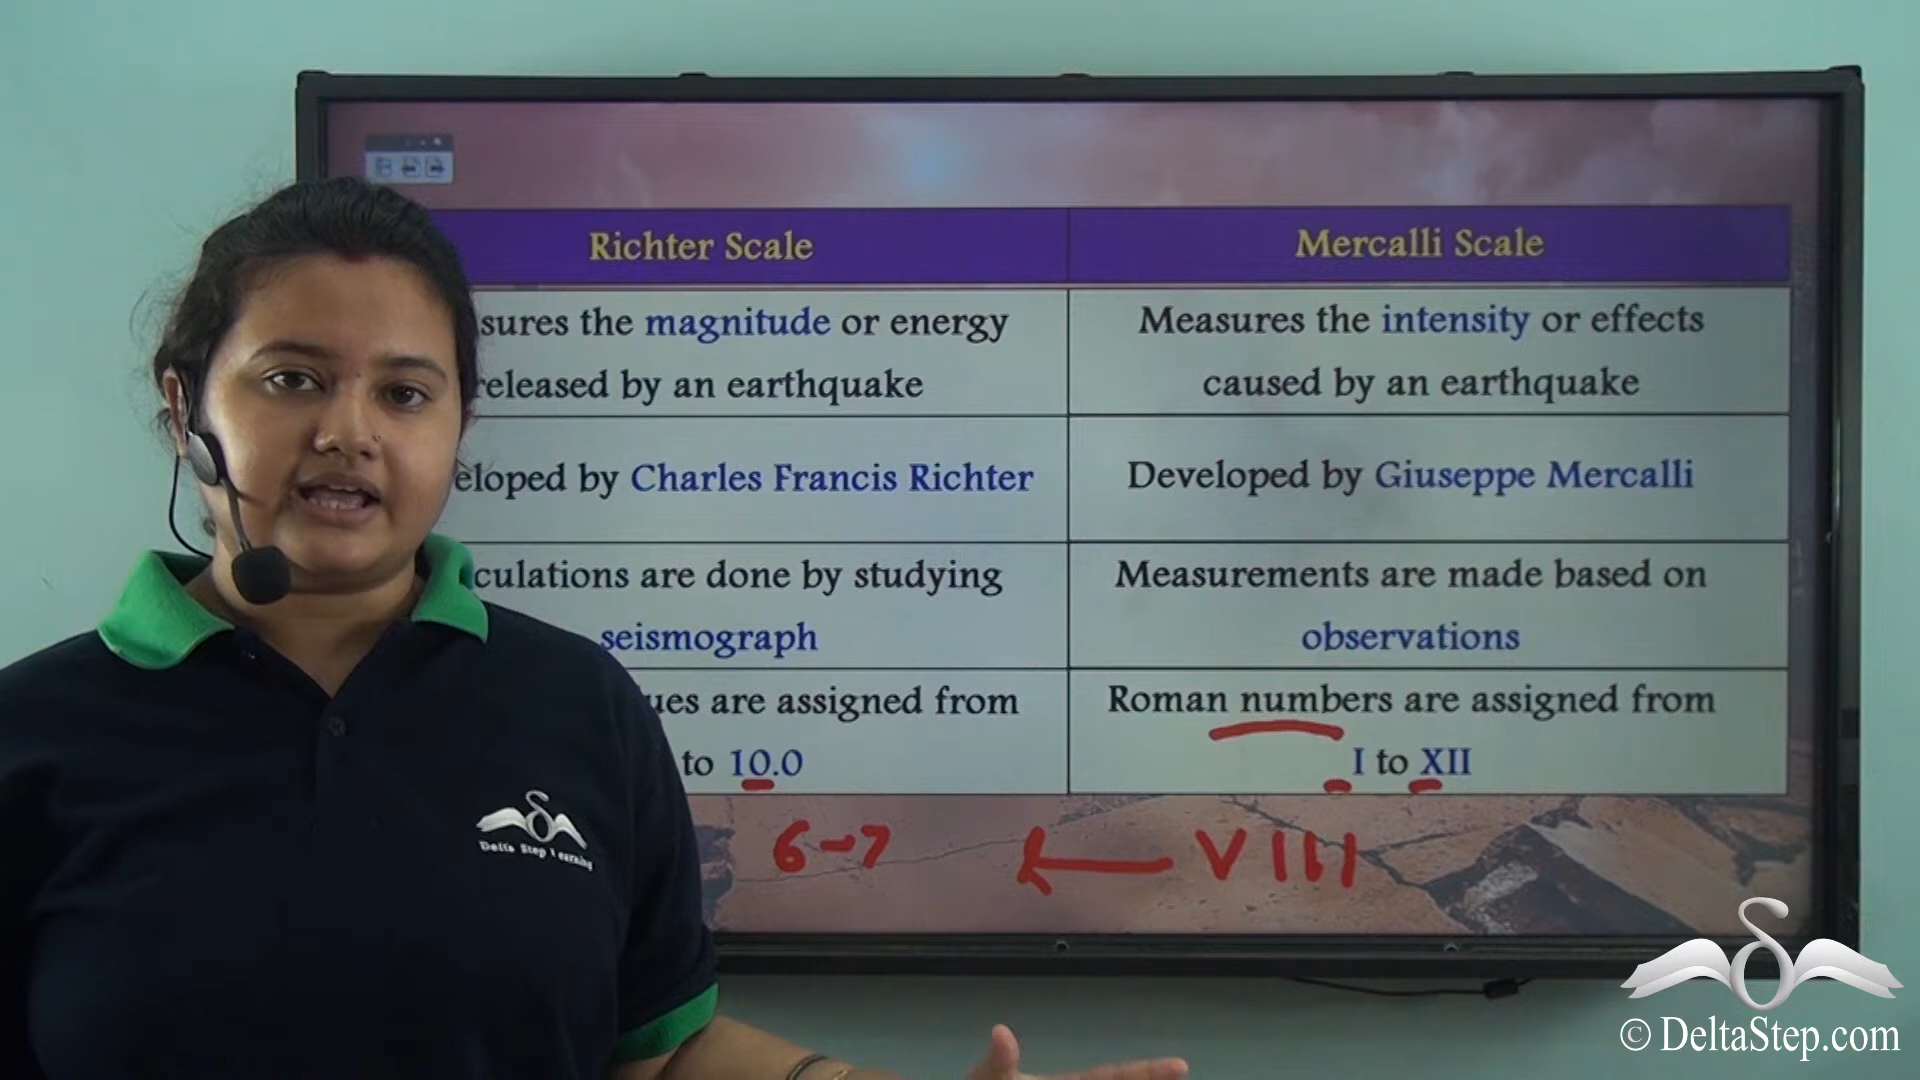 Richter Scale
Mercalli Scale
sures the magnitude or energy
released by an earthquake
Measures the intensity or effects
caused by an earthquake
eloped by Charles Francis Richter
Developed by Giuseppe Mercalli
culations are done by studying
seismograph
Measurements are made based on
observations
ues are assigned from
to 10.0
Roman numbers are assigned from
I to XII
6-7
VIII
Delta Step Learning
© DeltaStep.com